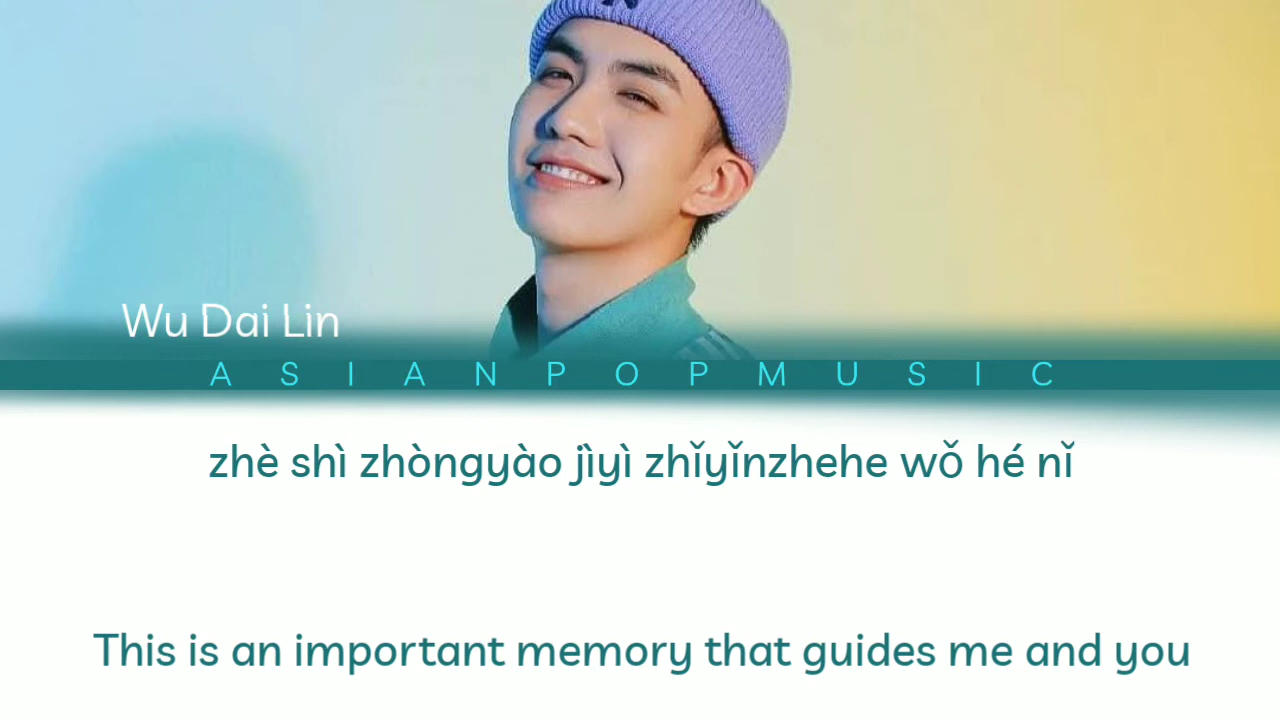 Wu Dai Lin
ASIANPOPMUSIC
zhè shì zhòngyào jìyì zhǐyǐnzhehe wǒ hé nǐ
This is an important memory that guides me and you